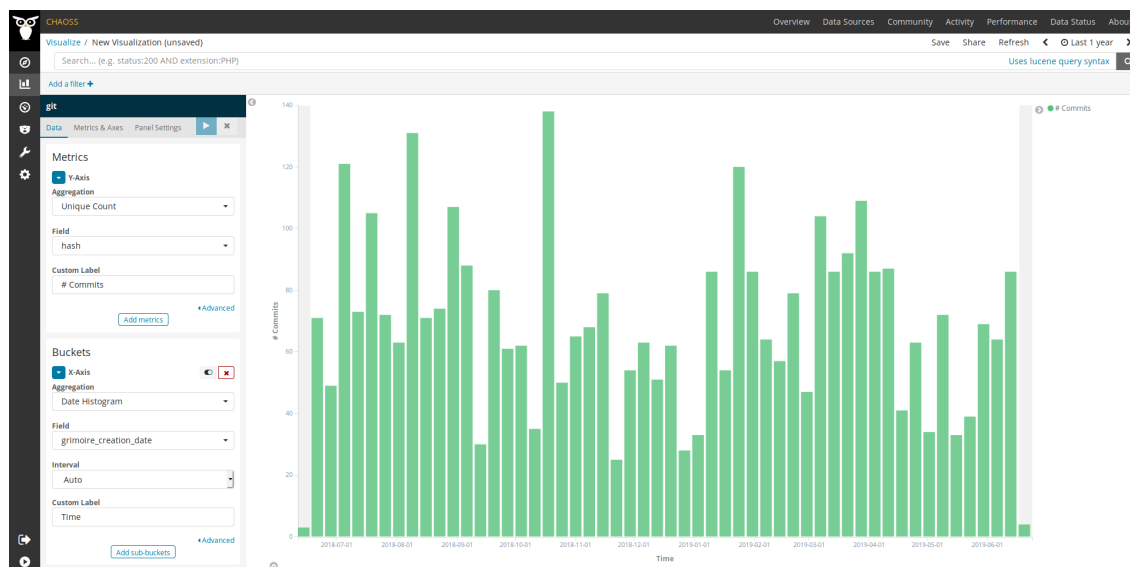 CHAOSS
Overview Data Sources Community Activity Performance Data Status Abou
Visualize / New Visualization (unsaved)
Save Share Refresh Last 1 year
Search... (e.g. status:200 AND extension:PHP)
Uses lucene query syntax
Add a filter +
git
Data Metrics & Axes Panel Settings
Metrics
Y-Axis
Aggregation
Unique Count
Field
hash
Custom Label
# Commits
Advanced
Add metrics
Buckets
X-Axis
Aggregation
Date Histogram
Field
grimoire_creation_date
Interval
Auto
Custom Label
Time
Advanced
Add sub-buckets
140
120
100
80
60
40
20
0
# Commits
2018-07-01 2018-08-01 2018-09-01 2018-10-01 2018-11-01 2018-12-01 2019-01-01 2019-02-01 2019-03-01 2019-04-01 2019-05-01 2019-06-01
Time
# Commits